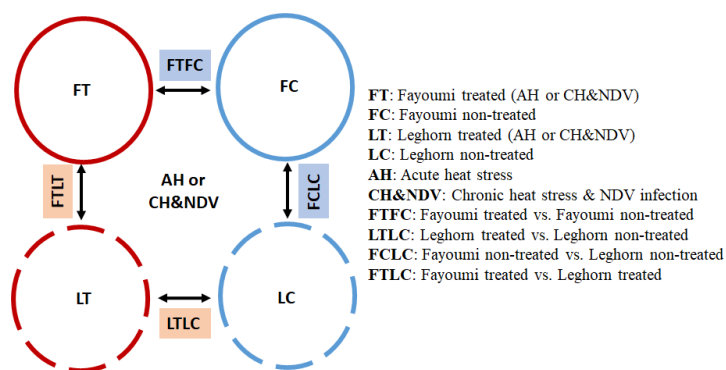 FTFC
FT
FC
FTLT
AH or
CH&NDV
FCLC
LT
LC
LTLC
FT: Fayoumi treated (AH or CH&NDV)
FC: Fayoumi non-treated
LT: Leghorn treated (AH or CH&NDV)
LC: Leghorn non-treated
AH: Acute heat stress
CH&NDV: Chronic heat stress & NDV infection
FTFC: Fayoumi treated vs. Fayoumi non-treated
LTLC: Leghorn treated vs. Leghorn non-treated
FCLC: Fayoumi non-treated vs. Leghorn non-treated
FTLC: Fayoumi treated vs. Leghorn treated